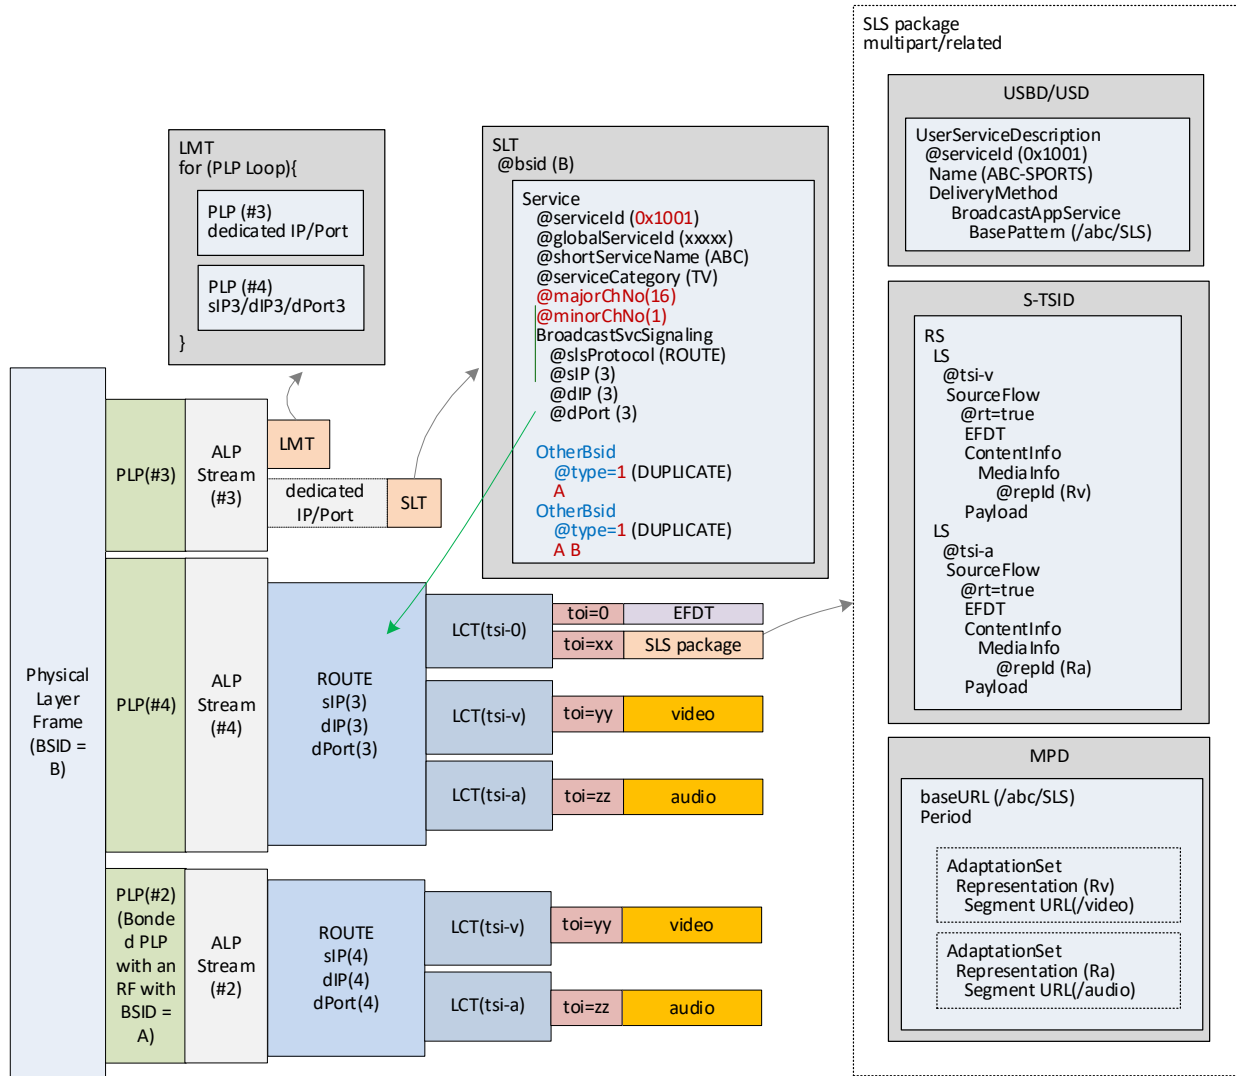 SLS package
multipart/related
USBD/USD
UserServiceDescription
@serviceId (0x1001)
Name (ABC-SPORTS)
DeliveryMethod
BroadcastAppService
BasePattern (/abc/SLS)
S-TSID
RS
LS
@tsi-v
SourceFlow
@rt=true
EFDT
ContentInfo
MediaInfo
@repId (Rv)
Payload
LS
@tsi-a
SourceFlow
@rt=true
EFDT
ContentInfo
MediaInfo
@repId (Ra)
Payload
MPD
baseURL (/abc/SLS)
Period
AdaptationSet
Representation (Rv)
Segment URL(/video)
AdaptationSet
Representation (Ra)
Segment URL(/audio)
LMT
for (PLP Loop){
PLP (#3)
dedicated IP/Port
PLP (#4)
sIP3/dIP3/dPort3
}
SLT
@bsid (B)
Service
@serviceId (0x1001)
@globalServiceId (xxxxx)
@shortServiceName (ABC)
@serviceCategory (TV)
@majorChNo(16)
@minorChNo(1)
BroadcastSvcSignaling
@slsProtocol (ROUTE)
@sIP (3)
@dIP (3)
@dPort (3)
OtherBsid
@type=1 (DUPLICATE)
A
OtherBsid
@type=1 (DUPLICATE)
A B
Physical
Layer
Frame
(BSID =
B)
PLP(#3)
ALP
Stream
(#3)
LMT
dedicated
IP/Port
SLT
PLP(#4)
ALP
Stream
(#4)
ROUTE
sIP(3)
dIP(3)
dPort(3)
LCT(tsi-0)
toi=0
EFDT
toi=xx
SLS package
LCT(tsi-v)
toi=yy
video
LCT(tsi-a)
toi=zz
audio
PLP(#2)
(Bonde
d PLP
with an
RF with
BSID =
A)
ALP
Stream
(#2)
ROUTE
sIP(4)
dIP(4)
dPort(4)
LCT(tsi-v)
toi=yy
video
LCT(tsi-a)
toi=zz
audio